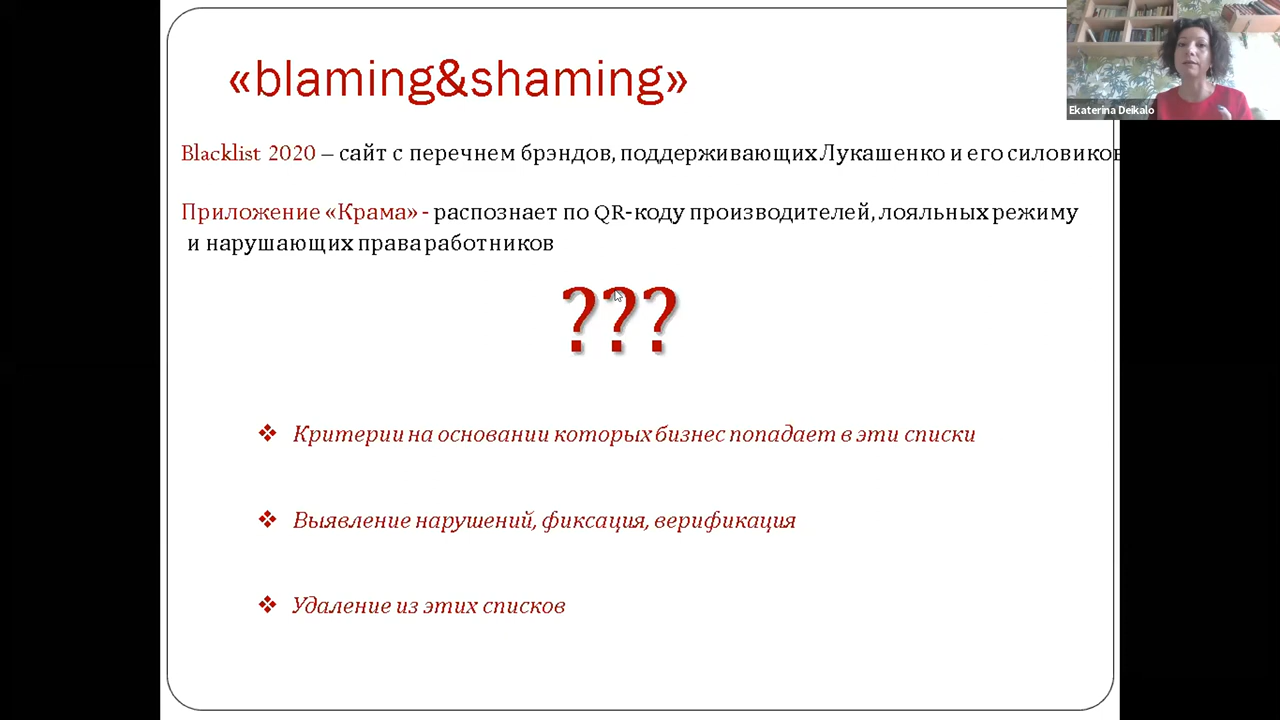 «blaming&shaming»
Ekaterina Deikalo
Blacklist 2020 – сайт с перечнем брэндов, поддерживающих Лукашенко и его силовиков
Приложение «Крама» - распознает по QR-коду производителей, лояльных режиму
и нарушающих права работников
???
❖ Критерии на основании которых бизнес попадает в эти списки
❖ Выявление нарушений, фиксация, верификация
❖ Удаление из этих списков